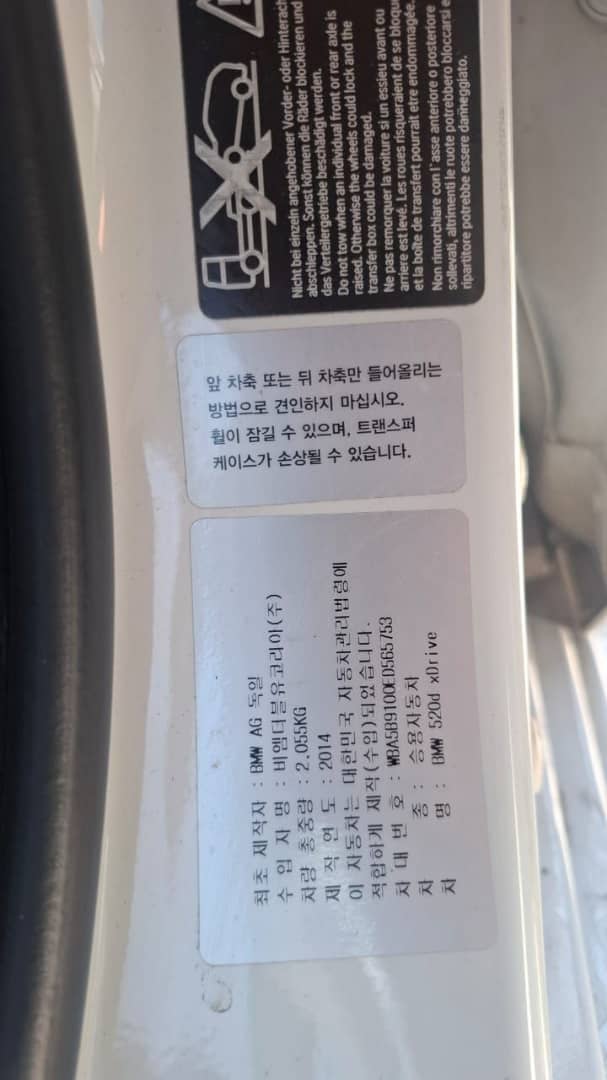 Nicht bei einzeln angehobener Vorder- oder Hinterach
abschleppen. Sonst können die Räder blockieren und
das Verteilergetriebe beschädigt werden.
Do not tow when an individual front or rear axle is
raised. Otherwise the wheels could lock and the
transfer box could be damaged.
Ne pas remorquer la voiture si un essieu avant ou
arriere est levé. Les roues risqueraient de se bloque
et la boîte de transfert pourrait etre endommagée.
Non rimorchiare con l'asse anteriore o posteriore
sollevati, altrimenti le ruote potrebbero bloccarsi e
ripartitore potrebbe essere danneggiato.
앞 차축 또는 뒤 차축만 들어올리는
방법으로 견인하지 마십시오.
휠이 잠길 수 있으며, 트랜스퍼
케이스가 손상될 수 있습니다.
최초 제작자 : BMW AG 독일
수 입 자 명 : 비엠더블유코리아(주)
차량 총중량 : 2.055KG
제 작 연 도 : 2014
이 자동차는 대한민국 자동차관리법령에
적합하게 제작(수입)되었습니다.
차 대 번 호 : WBA5B9100ED565753
차 종 : 승용자동차
차 명 : BMW 520d xDrive